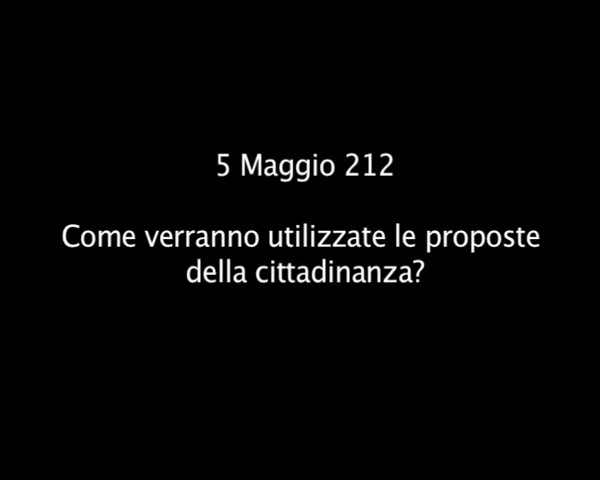 5 Maggio 212
Come verranno utilizzate le proposte
della cittadinanza?